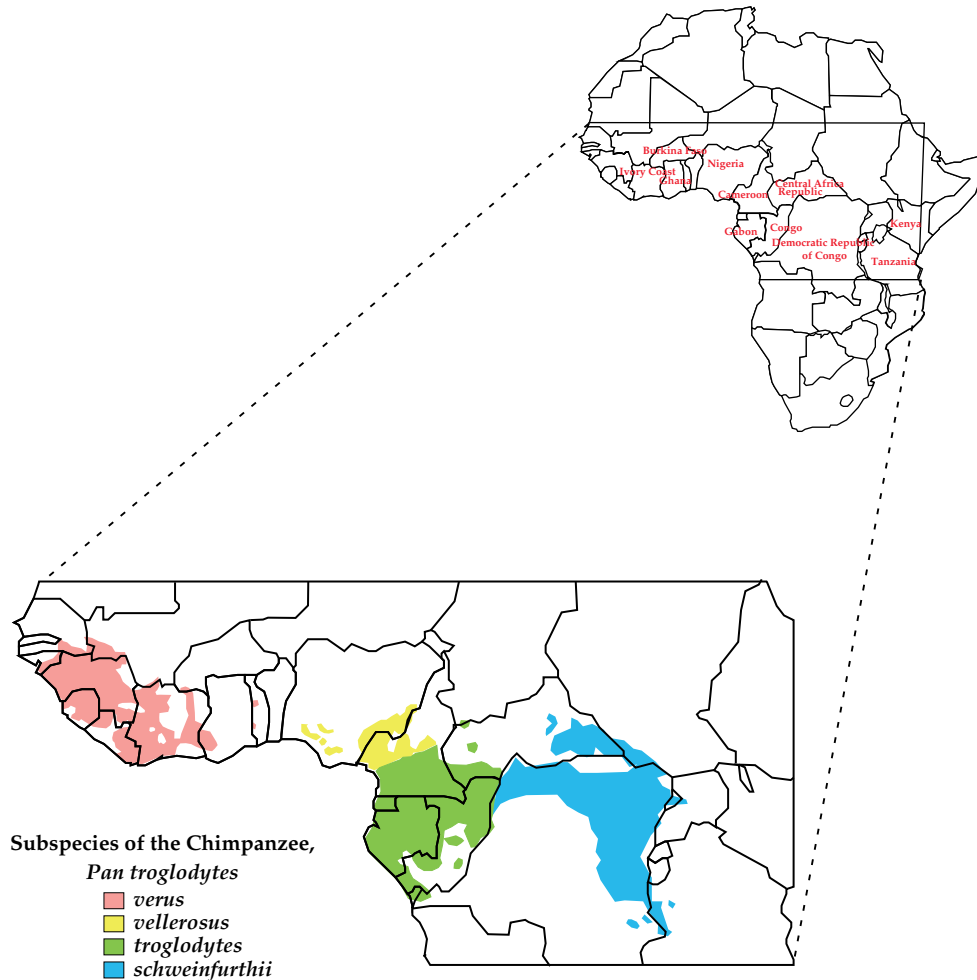 Burkina Faso
Nigeria
Ivory Coast
Ghana
Central Africa
Republic
Cameroon
Kenya
Gabon
Congo
Democratic Republic
of Congo
Tanzania
Subspecies of the Chimpanzee,
Pan troglodytes
verus
vellerosus
troglodytes
schweinfurthii